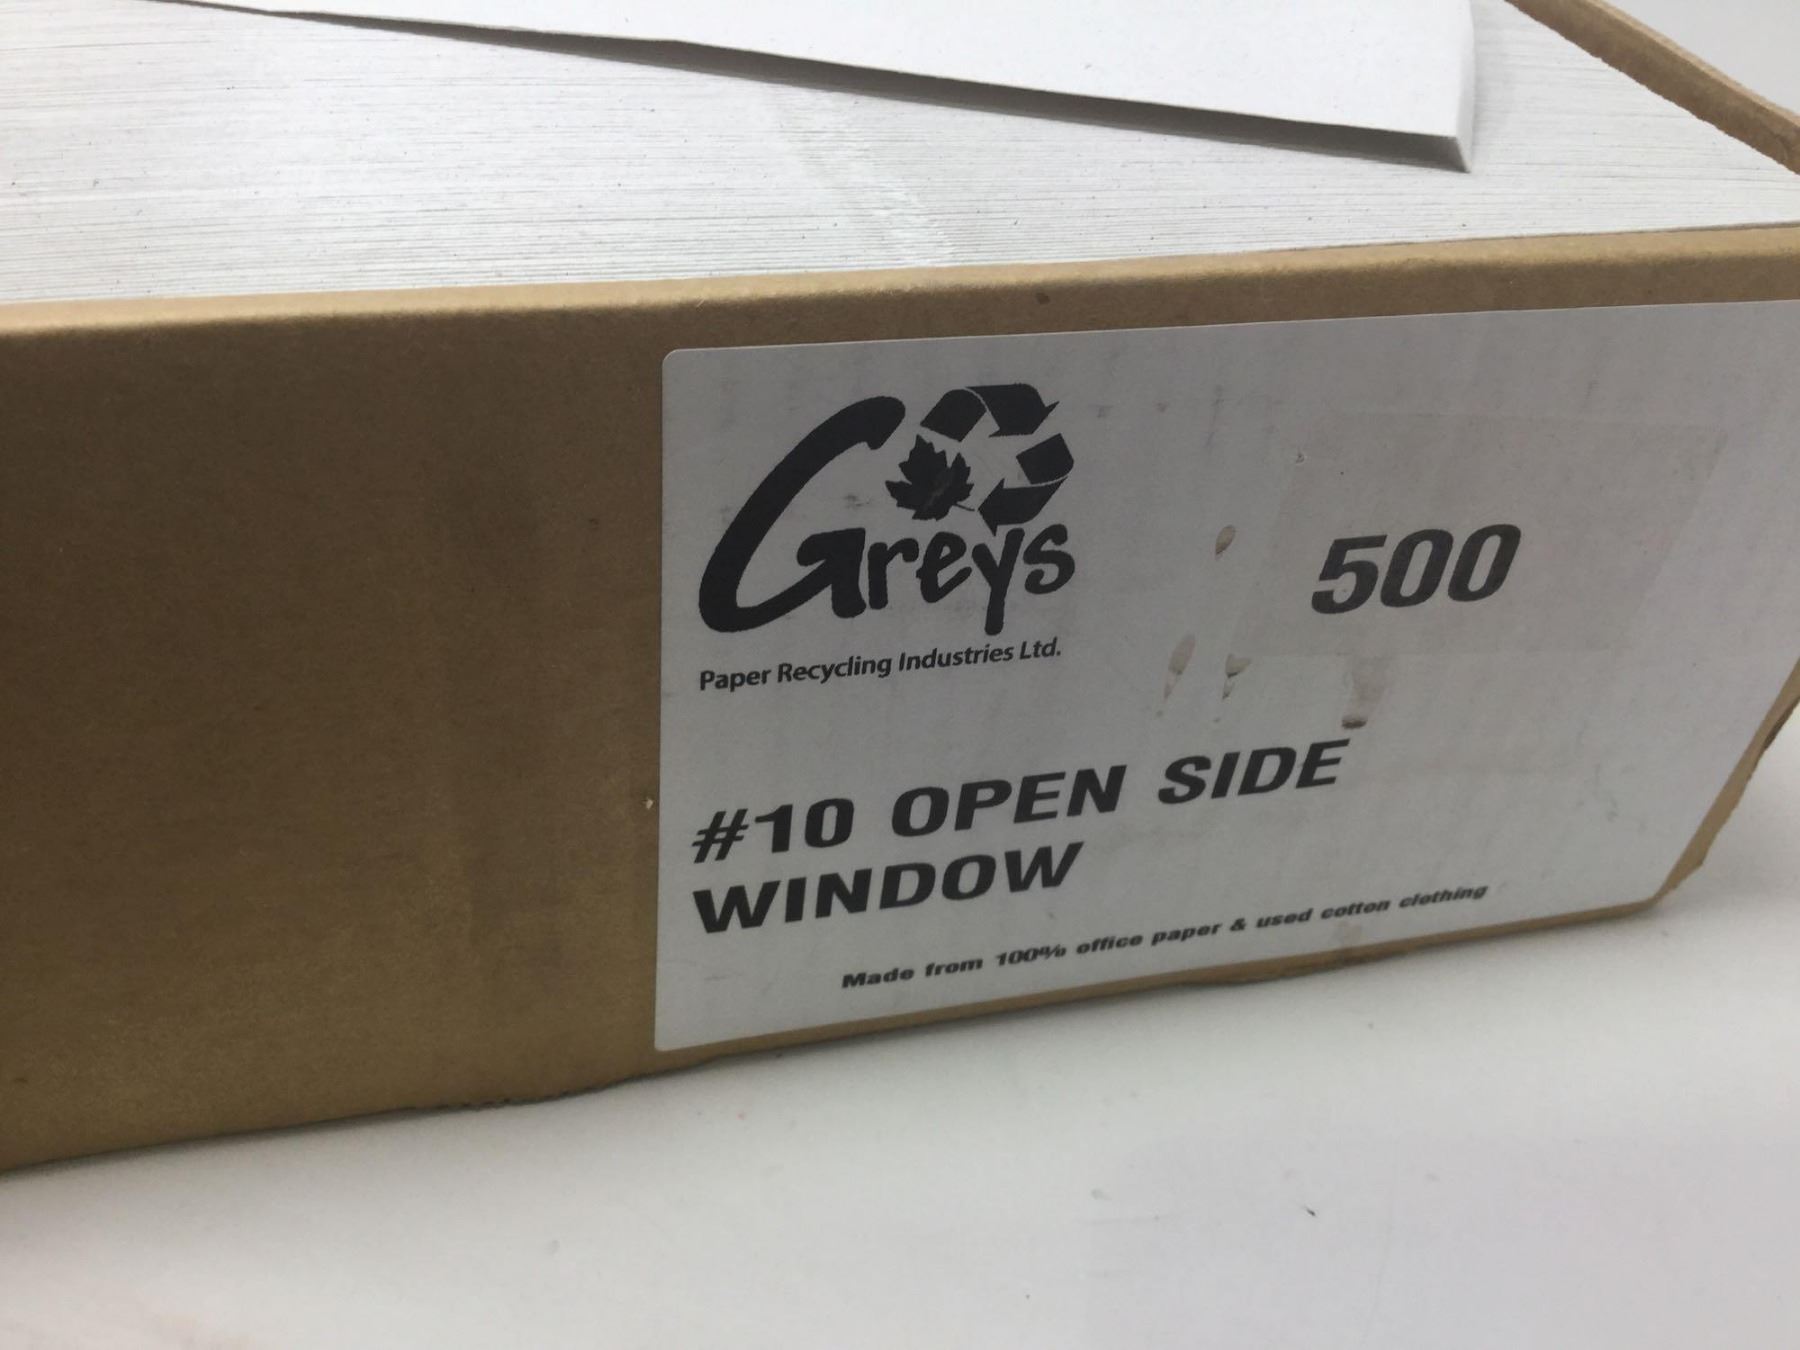 Greys
Paper Recycling Industries Ltd.
500
#10 OPEN SIDE
WINDOW
Made from 100% office paper & used cotton clothing